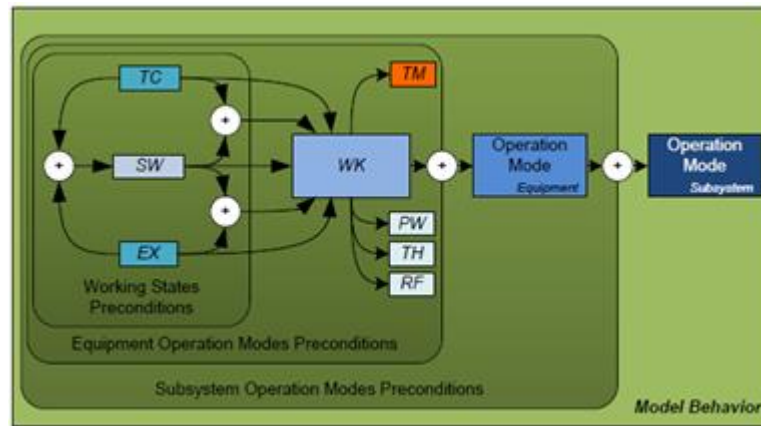 TC
TM
+
Operation
Mode
Equipment
Operation
Mode
Subsystem
+
SW
WK
+
+
+
PW
EX
TH
RF
Working States
Preconditions
Equipment Operation Modes Preconditions
Subsystem Operation Modes Preconditions
Model Behavior